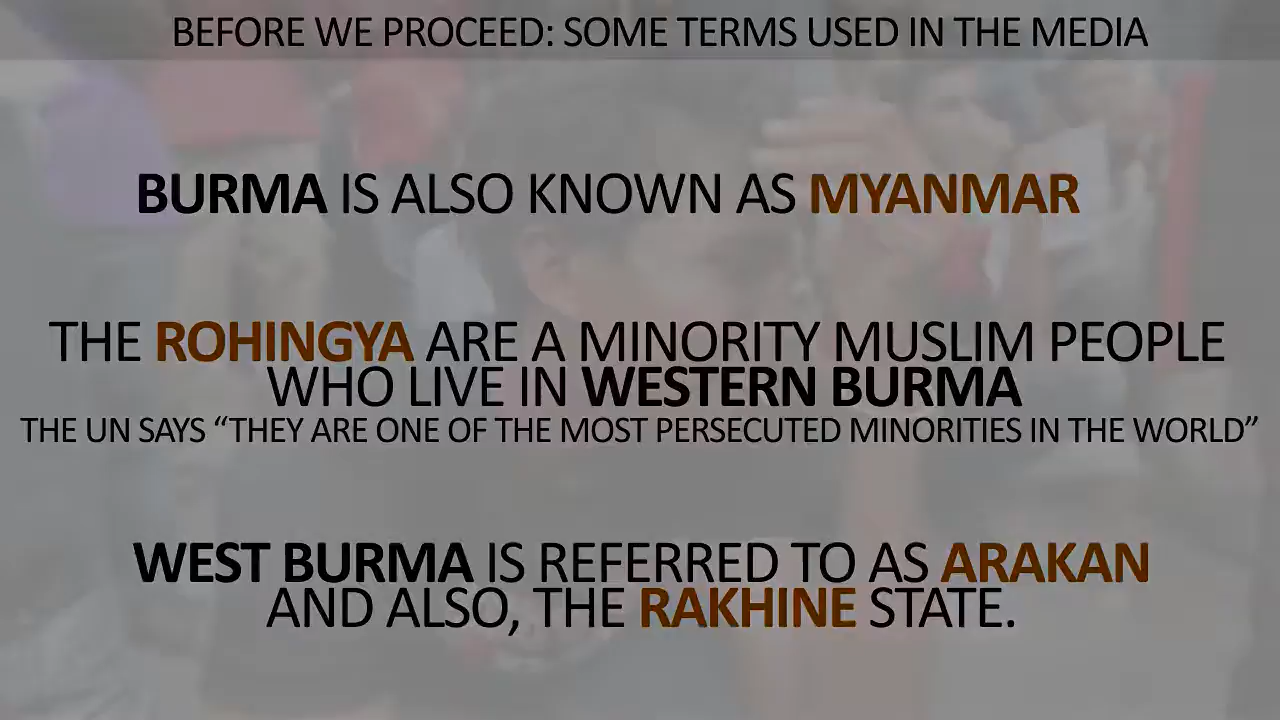 BEFORE WE PROCEED: SOME TERMS USED IN THE MEDIA
BURMA IS ALSO KNOWN AS MYANMAR
THE ROHINGYA ARE A MINORITY MUSLIM PEOPLE
WHO LIVE IN WESTERN BURMA
THE UN SAYS “THEY ARE ONE OF THE MOST PERSECUTED MINORITIES IN THE WORLD”
WEST BURMA IS REFERRED TO AS ARAKAN
AND ALSO, THE RAKHINE STATE.